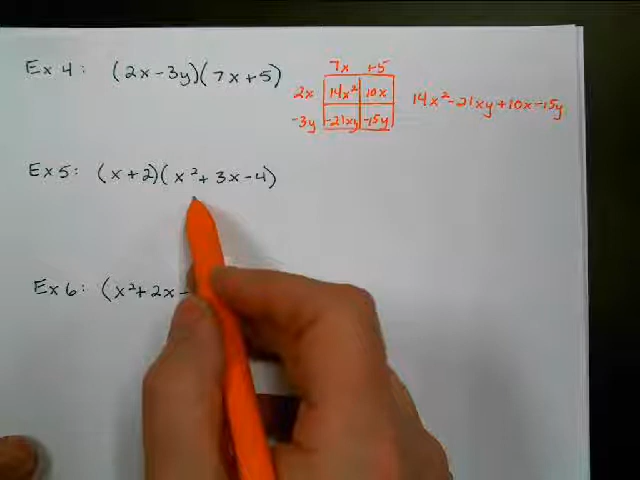 Ex 4: (2x - 3y)(7x + 5)
7x +5
2x 14x² 10x
-3y -21xy -15y
14x² - 21xy + 10x - 15y
Ex 5: (x + 2)(x² + 3x - 4)
Ex 6: (x² + 2x -